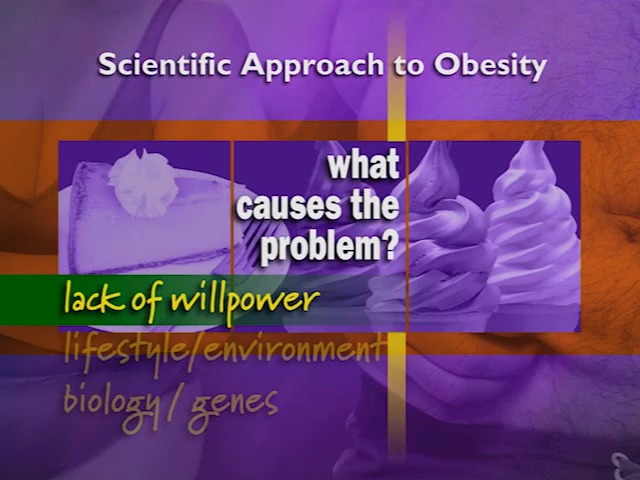 Scientific Approach to Obesity
what
causes the
problem?
lack of willpower
lifestyle/environment
biology / genes